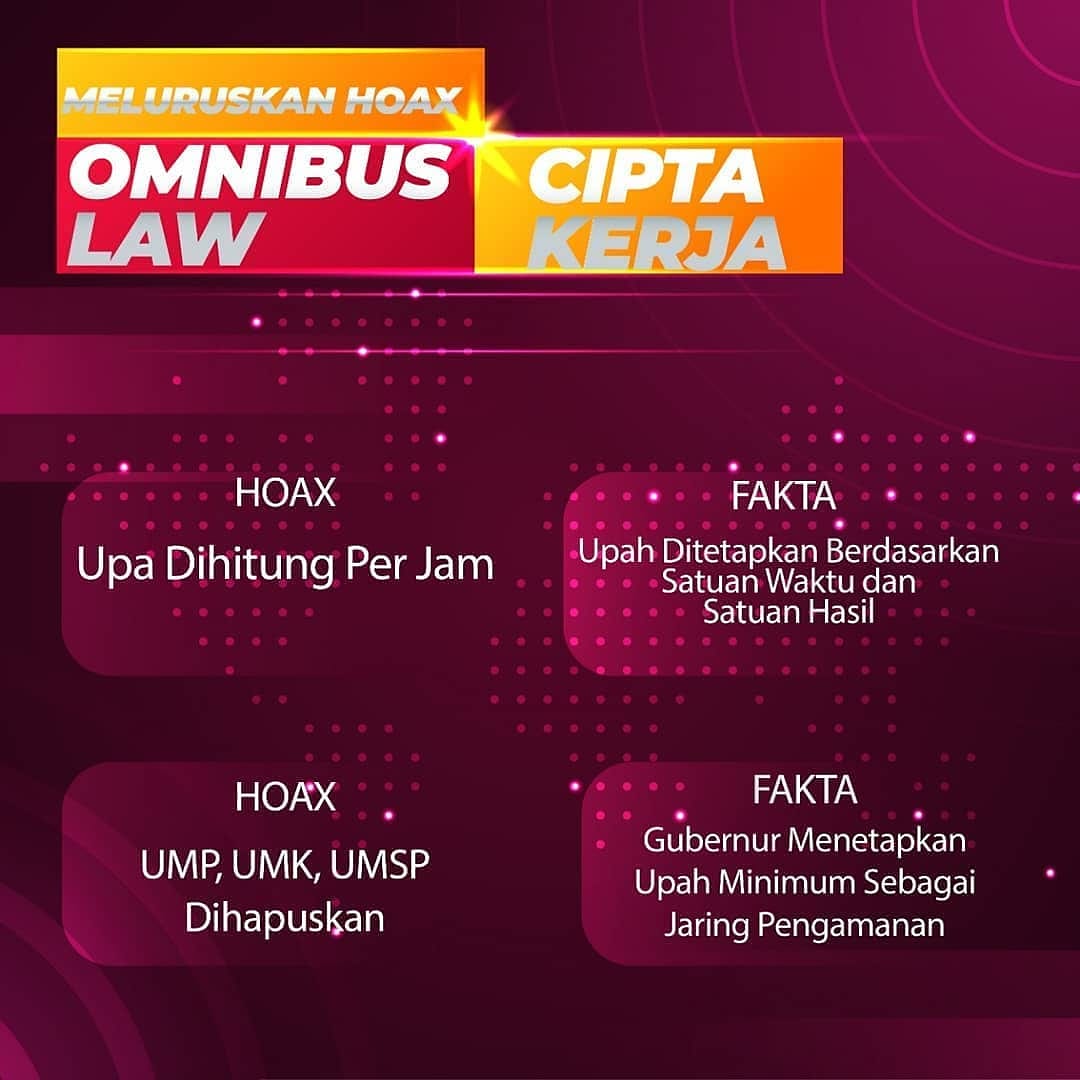 MELURUSKAN HOAX
OMNIBUS
LAW
CIPTA
KERJA
HOAX
Upa Dihitung Per Jam
FAKTA
Upah Ditetapkan Berdasarkan
Satuan Waktu dan
Satuan Hasil
HOAX
UMP, UMK, UMSP
Dihapuskan
FAKTA
Gubernur Menetapkan
Upah Minimum Sebagai
Jaring Pengamanan